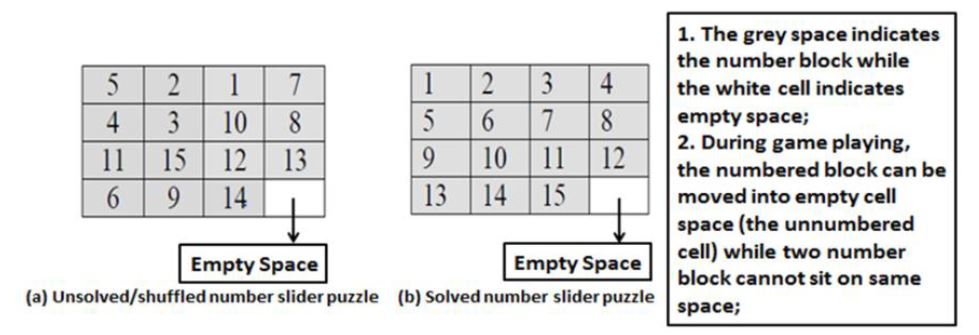 5 2 1 7
4 3 10 8
11 15 12 13
6 9 14
Empty Space
(a) Unsolved/shuffled number slider puzzle
1 2 3 4
5 6 7 8
9 10 11 12
13 14 15
Empty Space
(b) Solved number slider puzzle
1. The grey space indicates
the number block while
the white cell indicates
empty space;
2. During game playing,
the numbered block can be
moved into empty cell
space (the unnumbered
cell) while two number
block cannot sit on same
space;